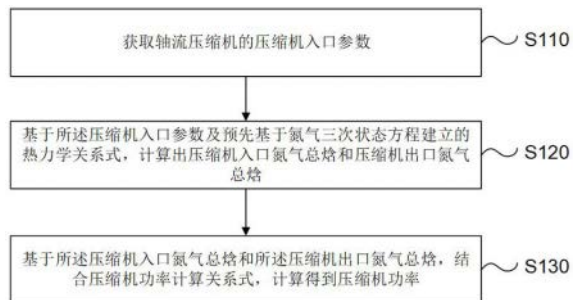 获取轴流压缩机的压缩机入口参数
S110
基于所述压缩机入口参数及预先基于氮气三次状态方程建立的
热力学关系式，计算出压缩机入口氮气总焓和压缩机出口氮气
总焓
S120
基于所述压缩机入口氮气总焓和所述压缩机出口氮气总焓，结
合压缩机功率计算关系式，计算得到压缩机功率
S130